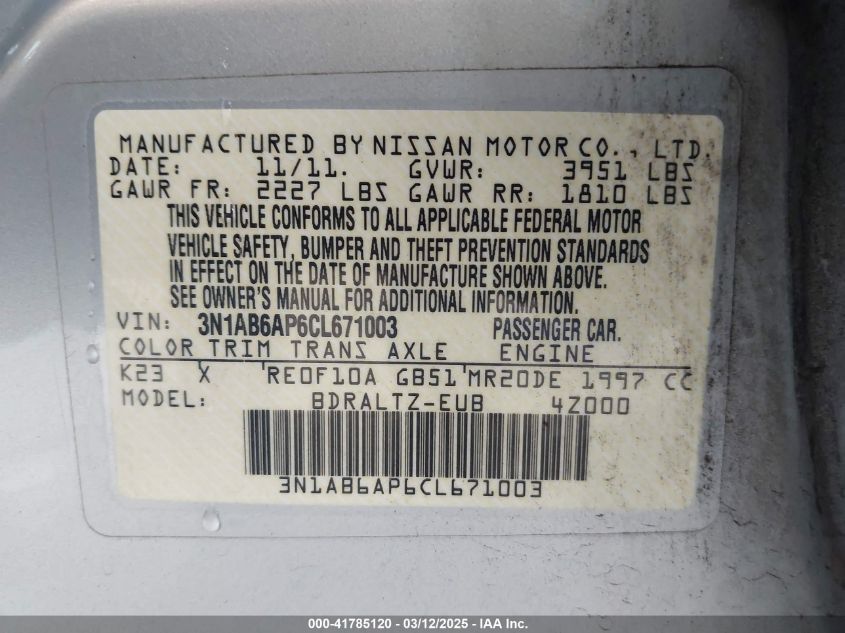 MANUFACTURED BY NISSAN MOTOR CO., LTD.
DATE: 11/11. GVWR: 3951 LBS
GAWR FR: 2227 LBS GAWR RR: 1810 LBS
THIS VEHICLE CONFORMS TO ALL APPLICABLE FEDERAL MOTOR
VEHICLE SAFETY, BUMPER AND THEFT PREVENTION STANDARDS
IN EFFECT ON THE DATE OF MANUFACTURE SHOWN ABOVE.
SEE OWNER'S MANUAL FOR ADDITIONAL INFORMATION.
VIN: 3N1AB6AP6CL671003 PASSENGER CAR.
COLOR TRIM TRANS AXLE ENGINE
K23 X RE0F10A GB51 MR20DE 1997 CC
MODEL: BDRALTZ-EUB 4Z000
3N1AB6AP6CL671003
000-41785120 - 03/12/2025 - IAA Inc.